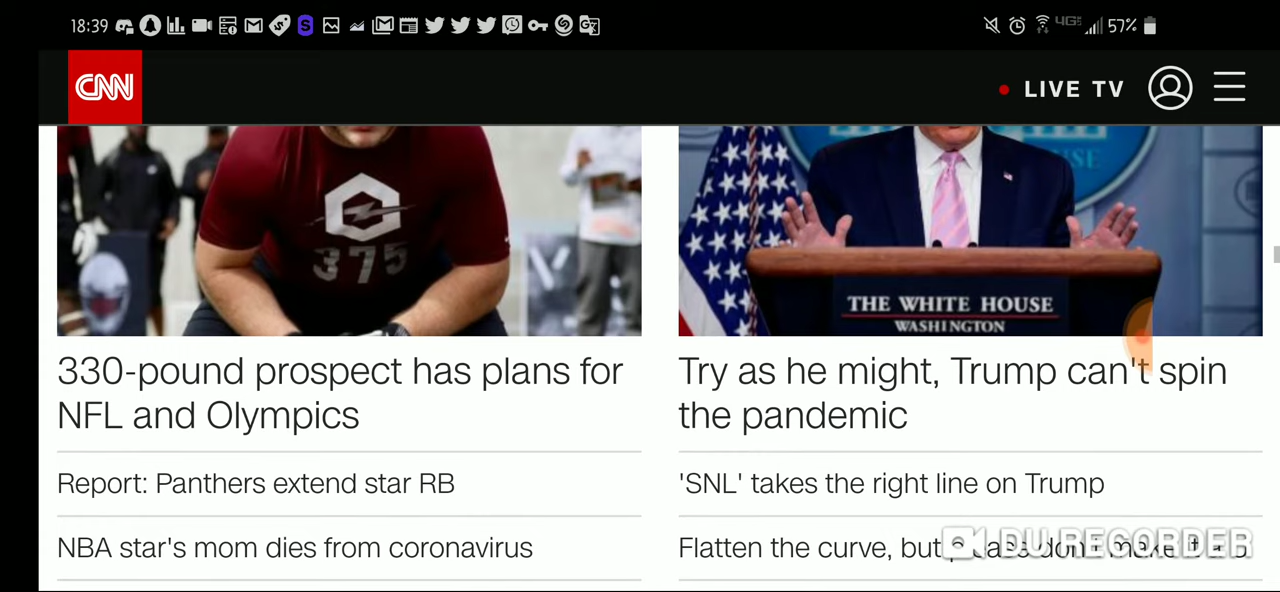 18:39
4G
57%
CNN
LIVE TV
375
USE
THE WHITE HOUSE
WASHINGTON
330-pound prospect has plans for
NFL and Olympics
Try as he might, Trump can't spin
the pandemic
Report: Panthers extend star RB
'SNL' takes the right line on Trump
NBA star's mom dies from coronavirus
Flatten the curve, but
DU RECORDER